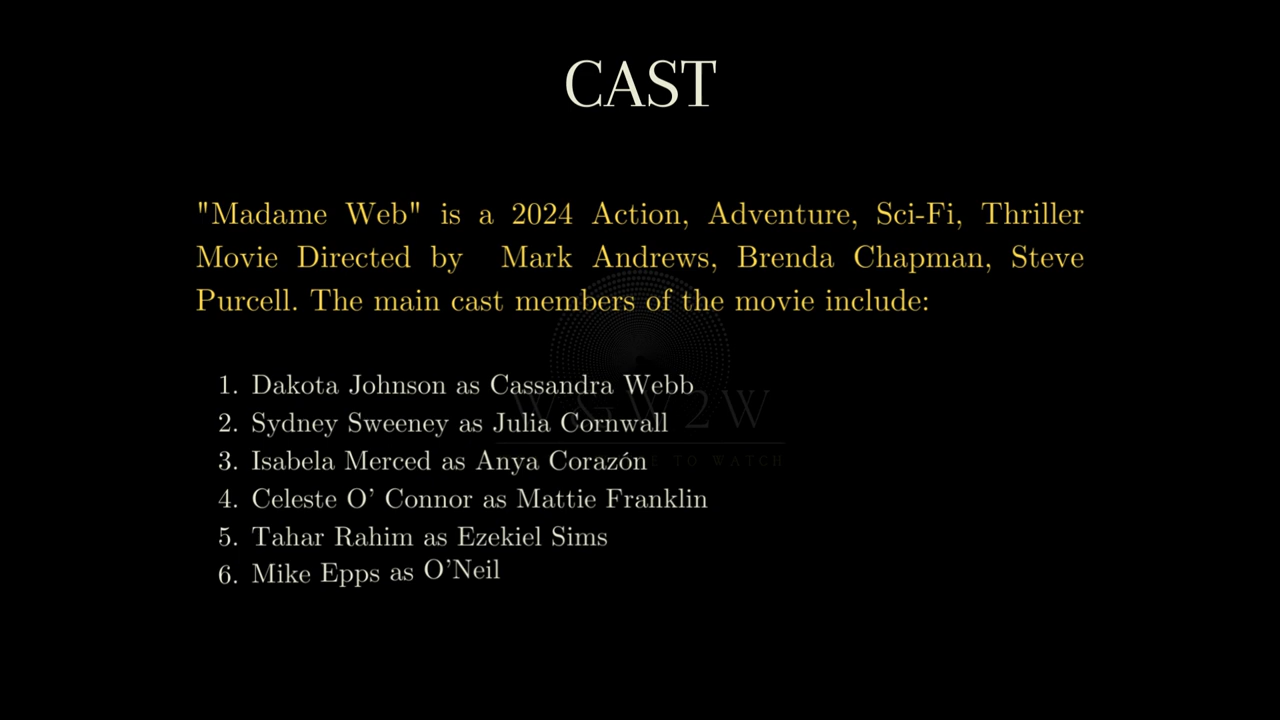 CAST
"Madame Web" is a 2024 Action, Adventure, Sci-Fi, Thriller
Movie Directed by Mark Andrews, Brenda Chapman, Steve
Purcell. The main cast members of the movie include:
1. Dakota Johnson as Cassandra Webb
2. Sydney Sweeney as Julia Cornwall
W&W2W
3. Isabela Merced as Anya Corazón
TO WATCH
4. Celeste O' Connor as Mattie Franklin
5. Tahar Rahim as Ezekiel Sims
6. Mike Epps as O'Neil